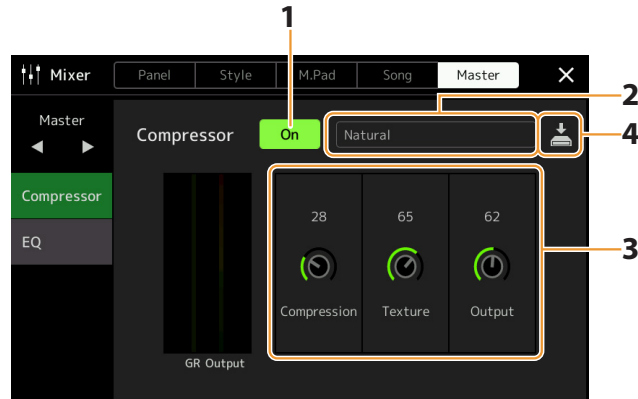 1
Mixer Panel Style M.Pad Song Master
2
Master
Compressor On Natural
4
Compressor
28 65 62
EQ
3
Compression Texture Output
GR Output